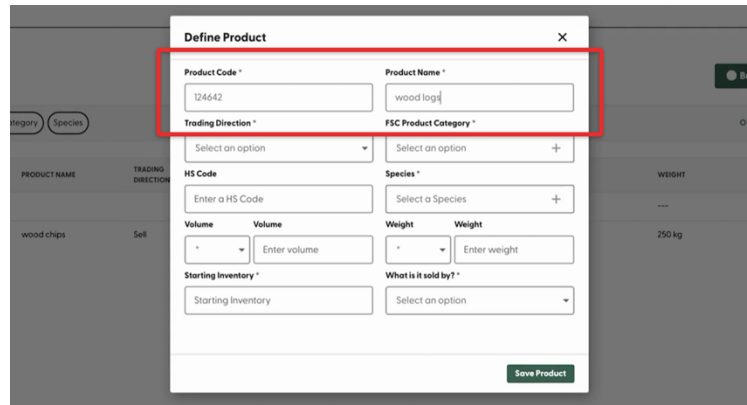 Define Product
Product Code * Product Name *
124642 wood logs
Trading Direction * FSC Product Category *
Select an option Select an option
HS Code Species *
Enter a HS Code Select a Species
Volume Volume Weight Weight
* Enter volume * Enter weight
Starting Inventory * What is it sold by? *
Starting Inventory Select an option
Save Product
Species
PRODUCT NAME TRADING DIRECTION WEIGHT
---
wood chips Sell 250 kg